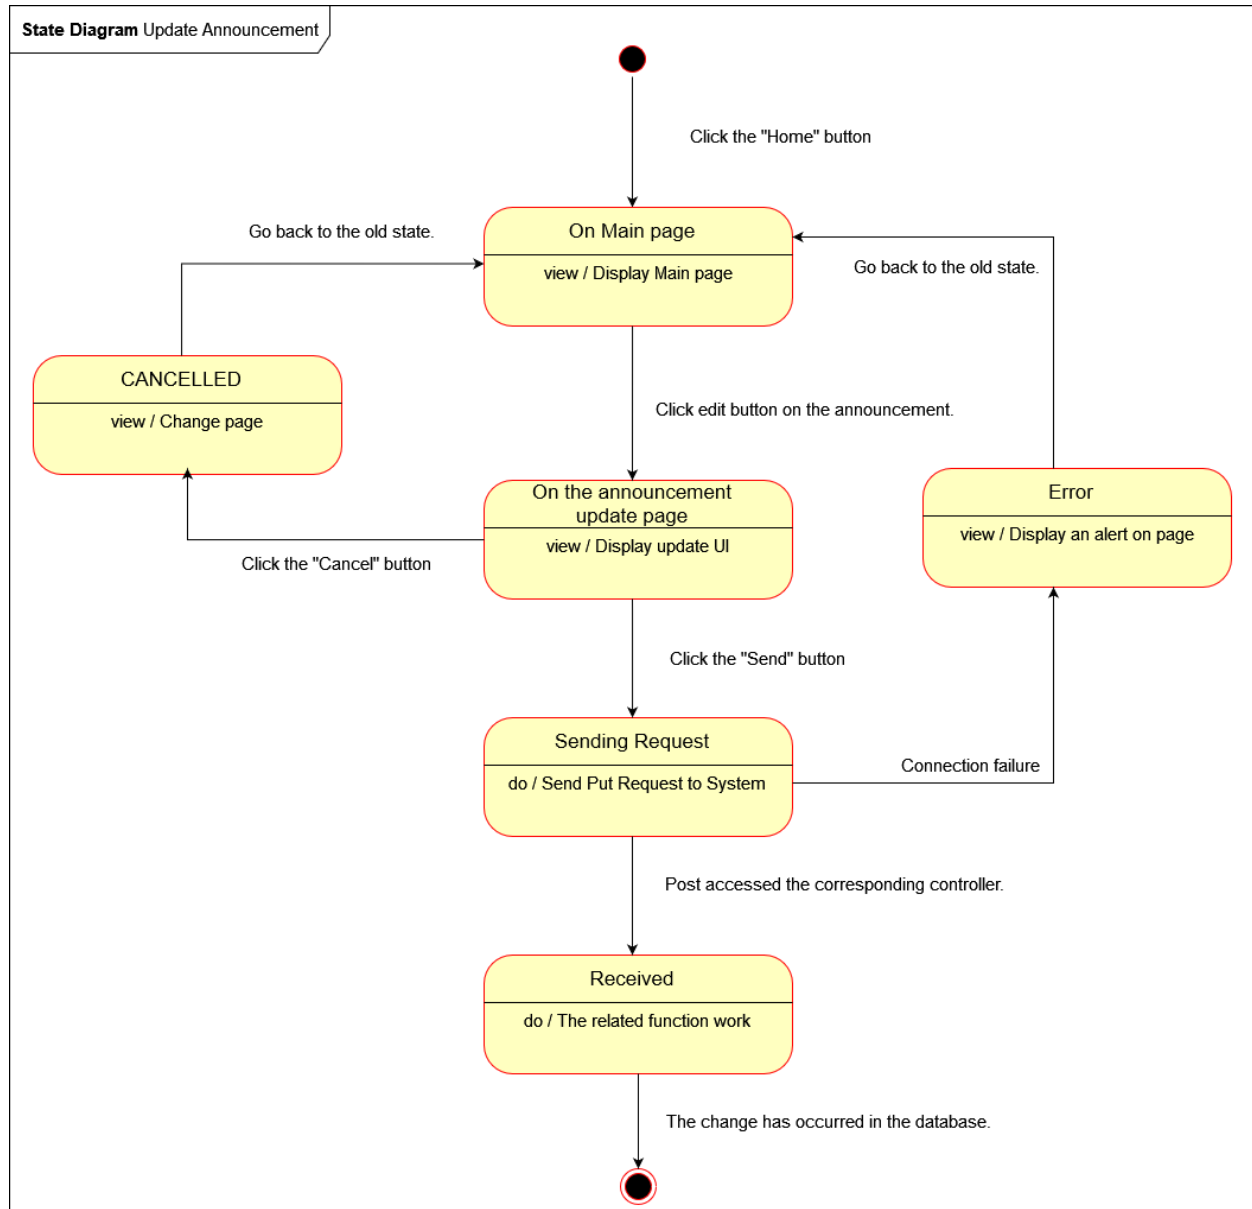 State Diagram Update Announcement
Click the "Home" button
Go back to the old state.
On Main page
view / Display Main page
Go back to the old state.
CANCELLED
view / Change page
Click edit button on the announcement.
On the announcement
update page
view / Display update UI
Error
view / Display an alert on page
Click the "Cancel" button
Click the "Send" button
Sending Request
do / Send Put Request to System
Connection failure
Post accessed the corresponding controller.
Received
do / The related function work
The change has occurred in the database.